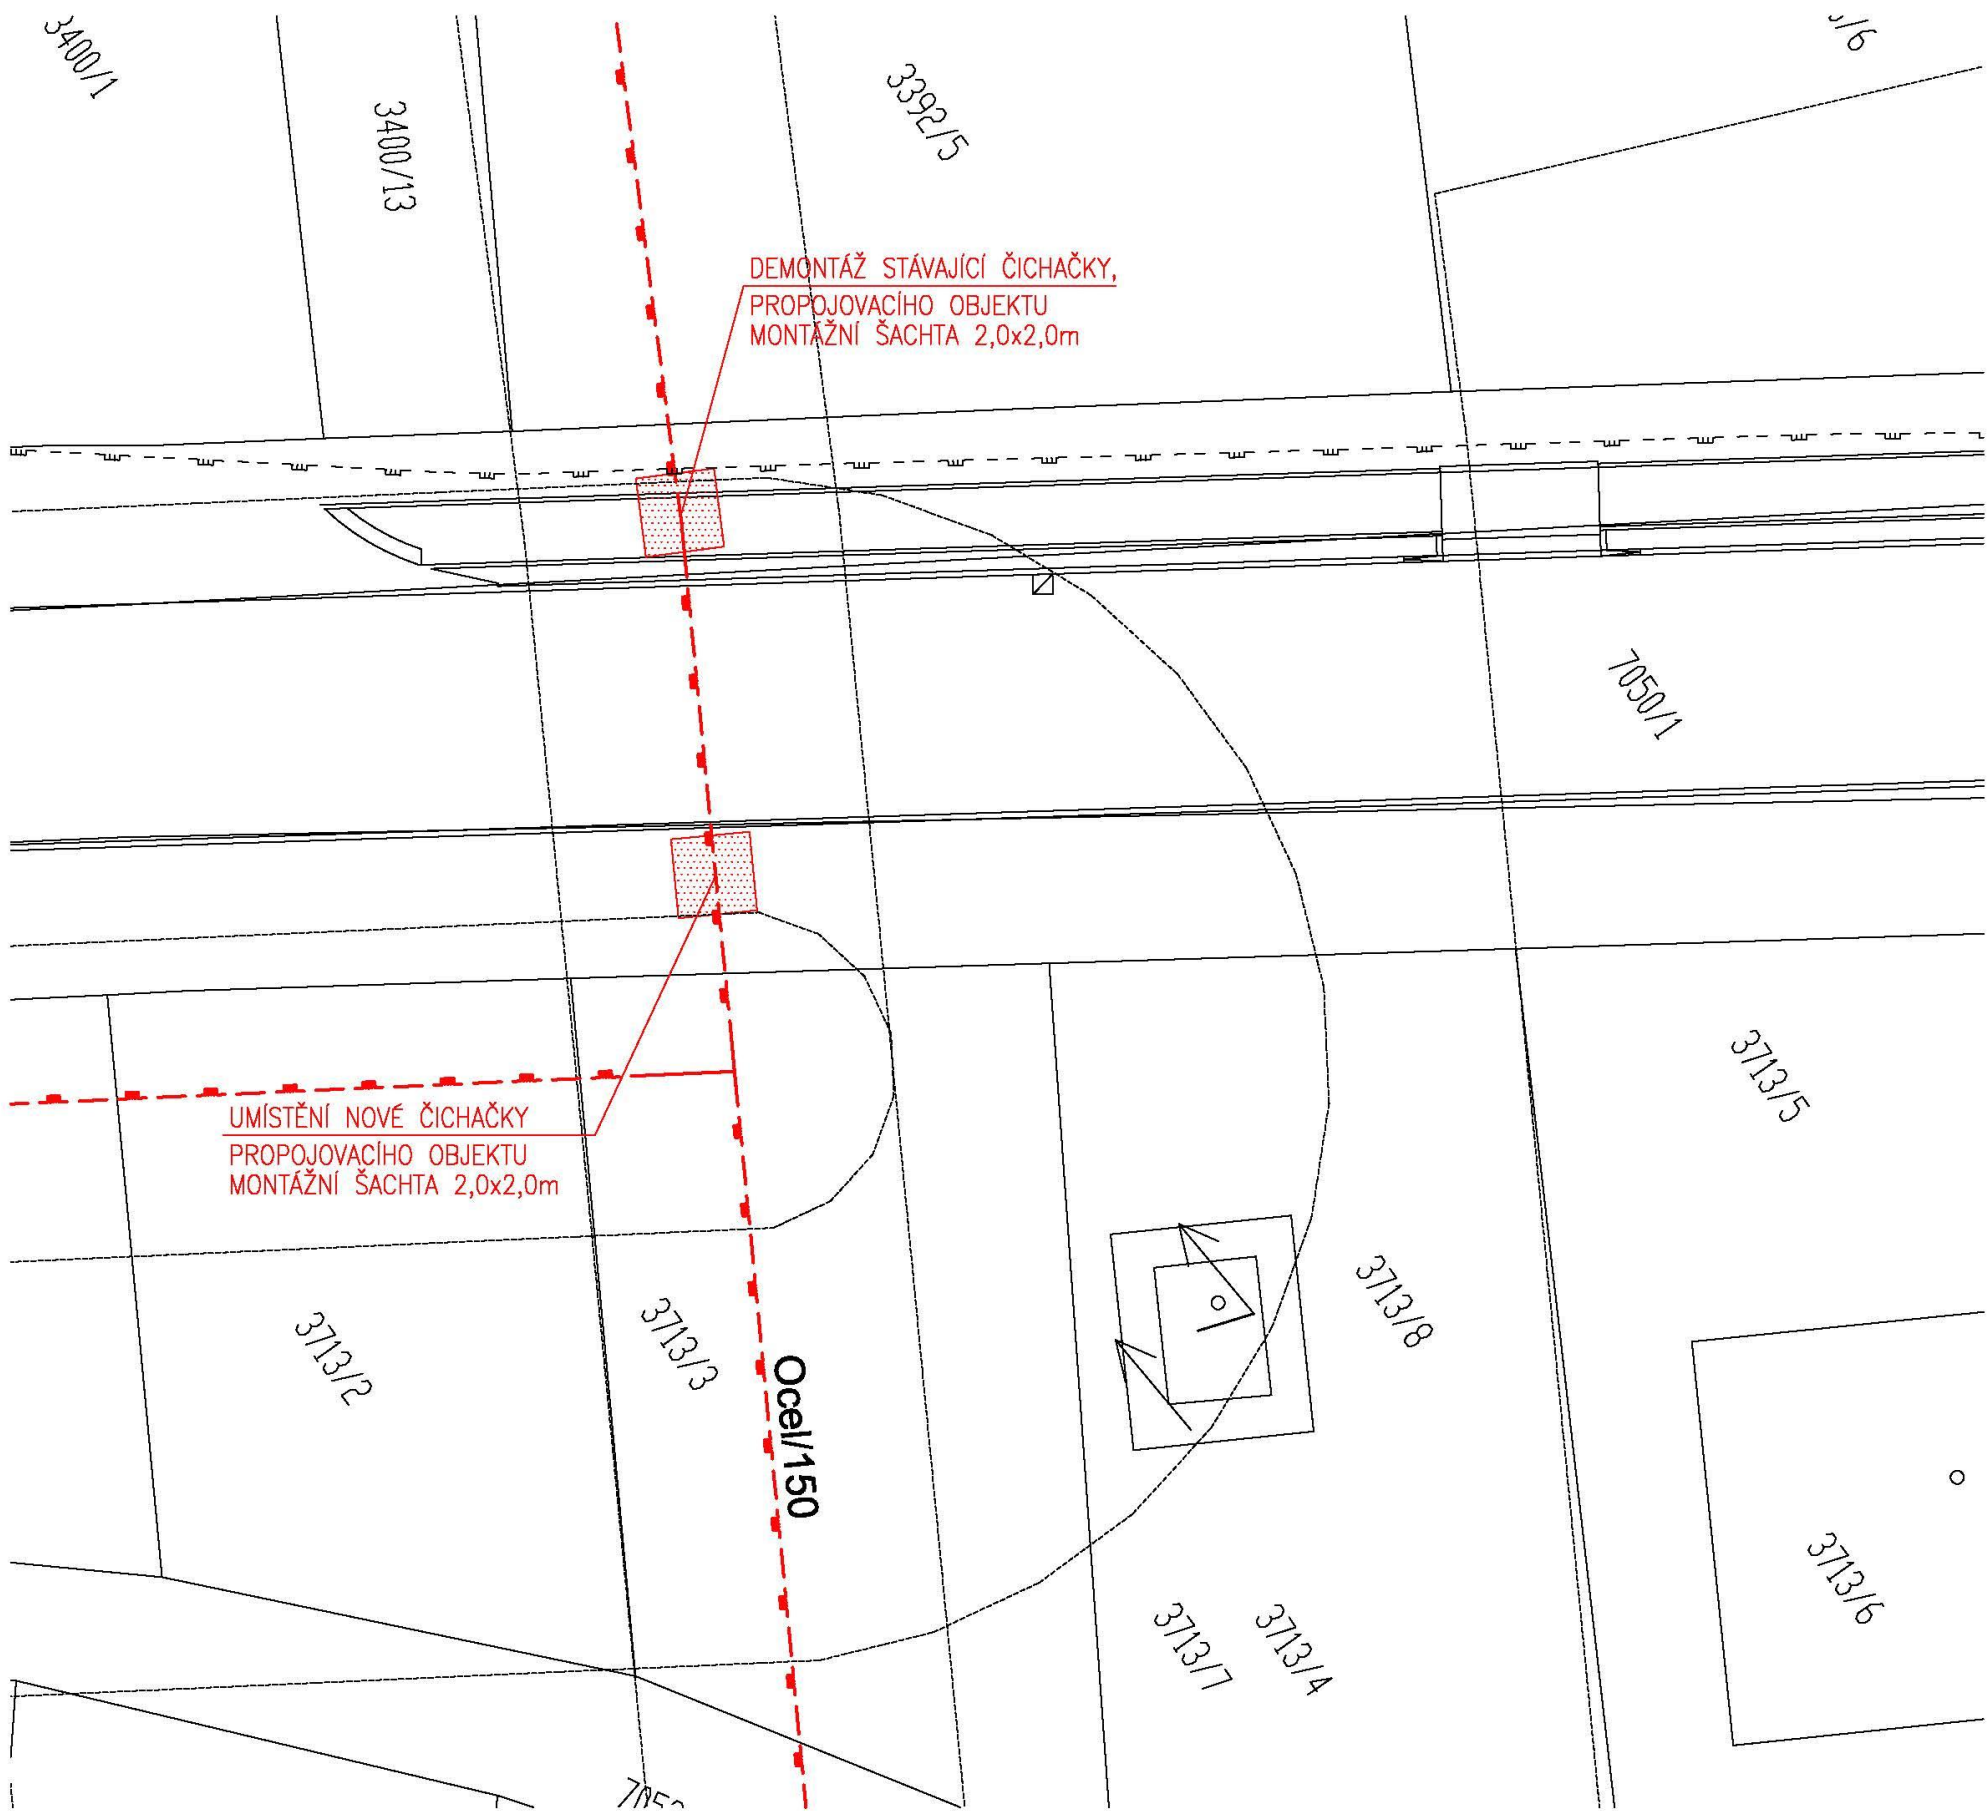 3400/1
3400/13
3392/5
DEMONTÁŽ STÁVAJÍCÍ ČICHAČKY,
PROPOJOVACÍHO OBJEKTU
MONTÁŽNÍ ŠACHTA 2,0x2,0m
7050/1
3713/5
UMÍSTĚNÍ NOVÉ ČICHAČKY
PROPOJOVACÍHO OBJEKTU
MONTÁŽNÍ ŠACHTA 2,0x2,0m
3713/2
3713/3
Ocel/150
3713/8
3713/6
3713/7
3713/4